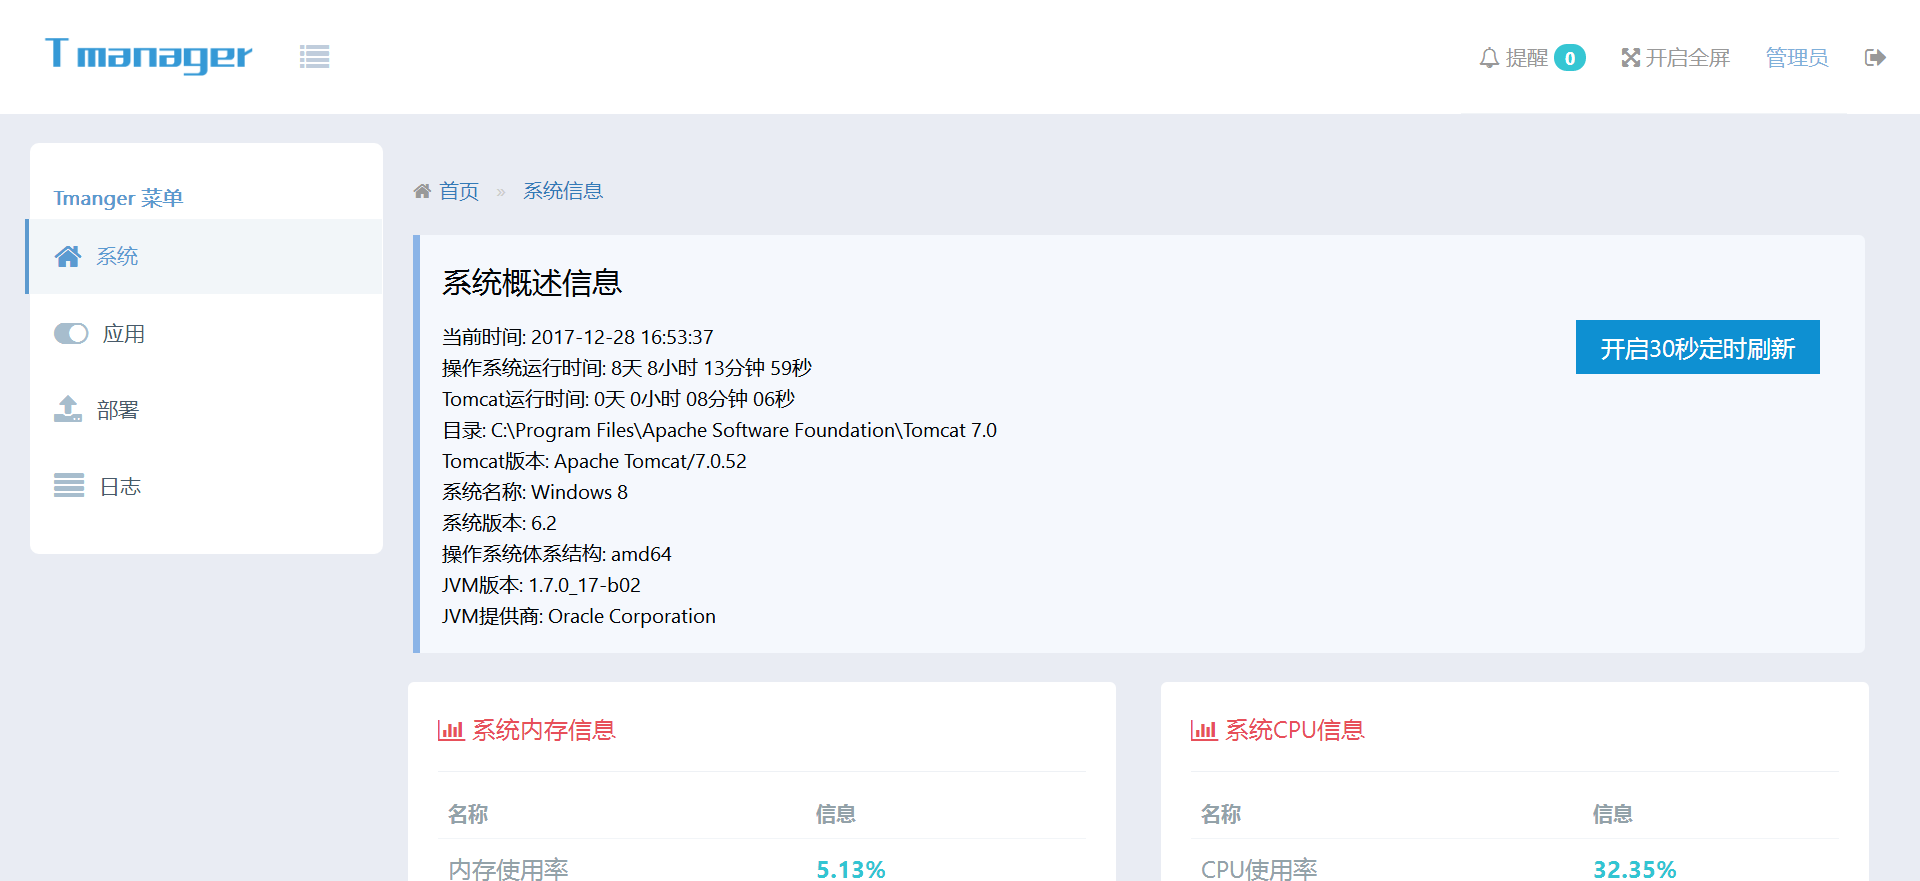 Tmanager
提醒 0 开启全屏 管理员
Tmanger 菜单
系统
应用
部署
日志
首页 » 系统信息
系统概述信息
当前时间: 2017-12-28 16:53:37
操作系统运行时间: 8天 8小时 13分钟 59秒
Tomcat运行时间: 0天 0小时 08分钟 06秒
目录: C:\Program Files\Apache Software Foundation\Tomcat 7.0
Tomcat版本: Apache Tomcat/7.0.52
系统名称: Windows 8
系统版本: 6.2
操作系统体系结构: amd64
JVM版本: 1.7.0_17-b02
JVM提供商: Oracle Corporation
开启30秒定时刷新
系统内存信息
名称 信息
内存使用率 5.13%
系统CPU信息
名称 信息
CPU使用率 32.35%